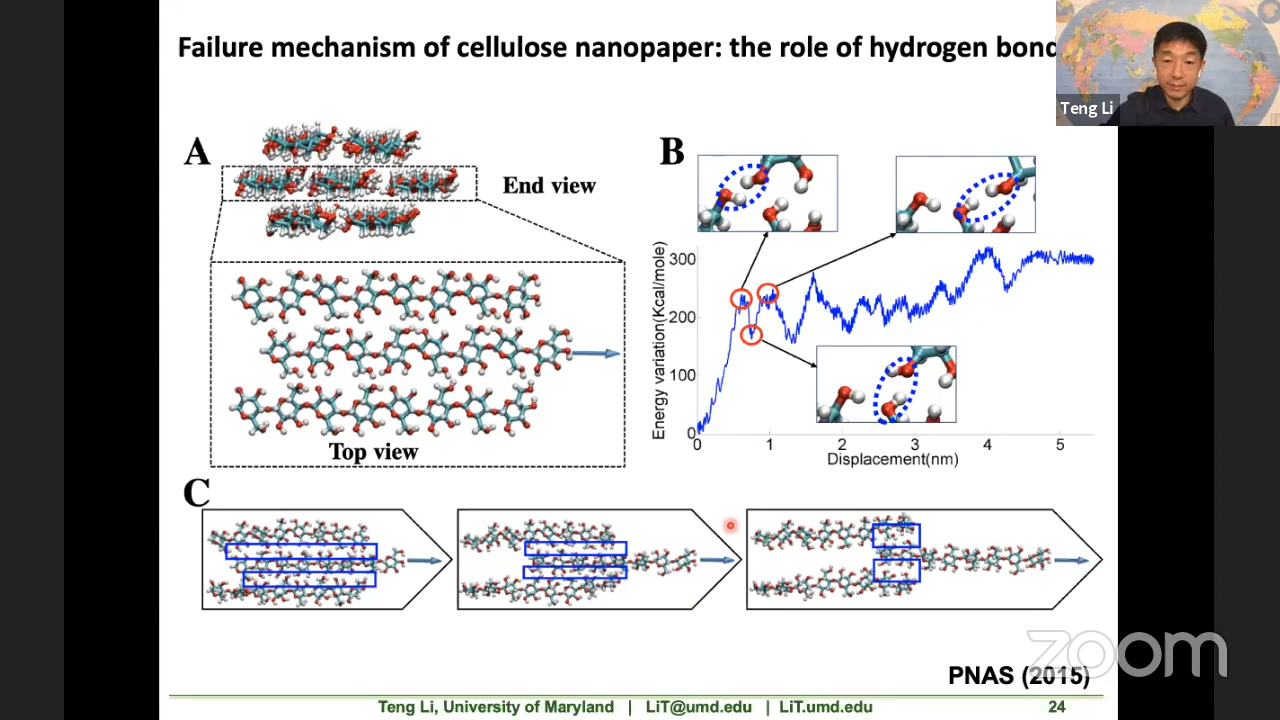 Failure mechanism of cellulose nanopaper: the role of hydrogen bond
Teng Li
A
End view
Top view
B
Energy variation(Kcal/mole)
300
200
100
0
0 1 2 3 4 5
Displacement(nm)
C
zoom
PNAS (2015)
Teng Li, University of Maryland | LiT@umd.edu | LiT.umd.edu
24